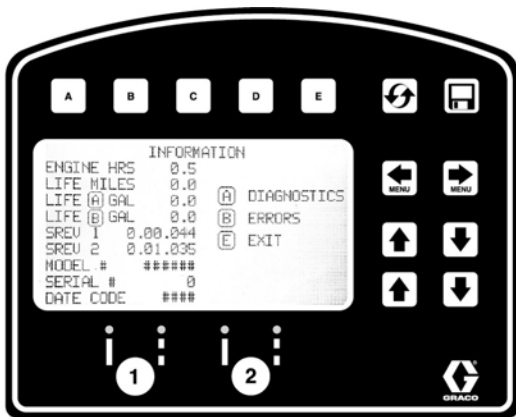 A B C D E
INFORMATION
ENGINE HRS 0.5
LIFE MILES 0.0
LIFE A GAL 0.0
LIFE B GAL 0.0
SREV 1 0.00.044
SREV 2 0.01.035
MODEL # ######
SERIAL # 0
DATE CODE ####
A DIAGNOSTICS
B ERRORS
E EXIT
MENU MENU
1 2
G
GRACO